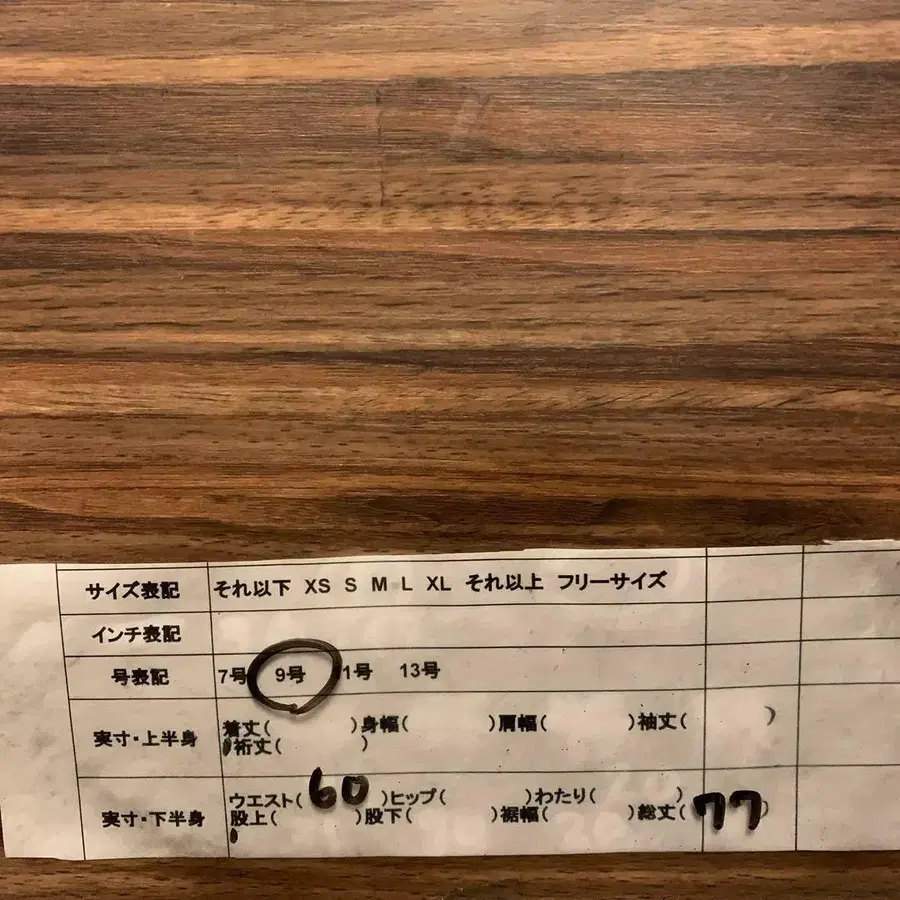 サイズ表記 それ以下 XS S M L XL それ以上 フリーサイズ
インチ表記
号表記 7号 9号 1号 13号
実寸・上半身 着丈( )身幅( )肩幅( )袖丈( )
裄丈( )
実寸・下半身 ウエスト( 60 )ヒップ( )わたり( )
股上( )股下( )裾幅( )総丈( 77 )